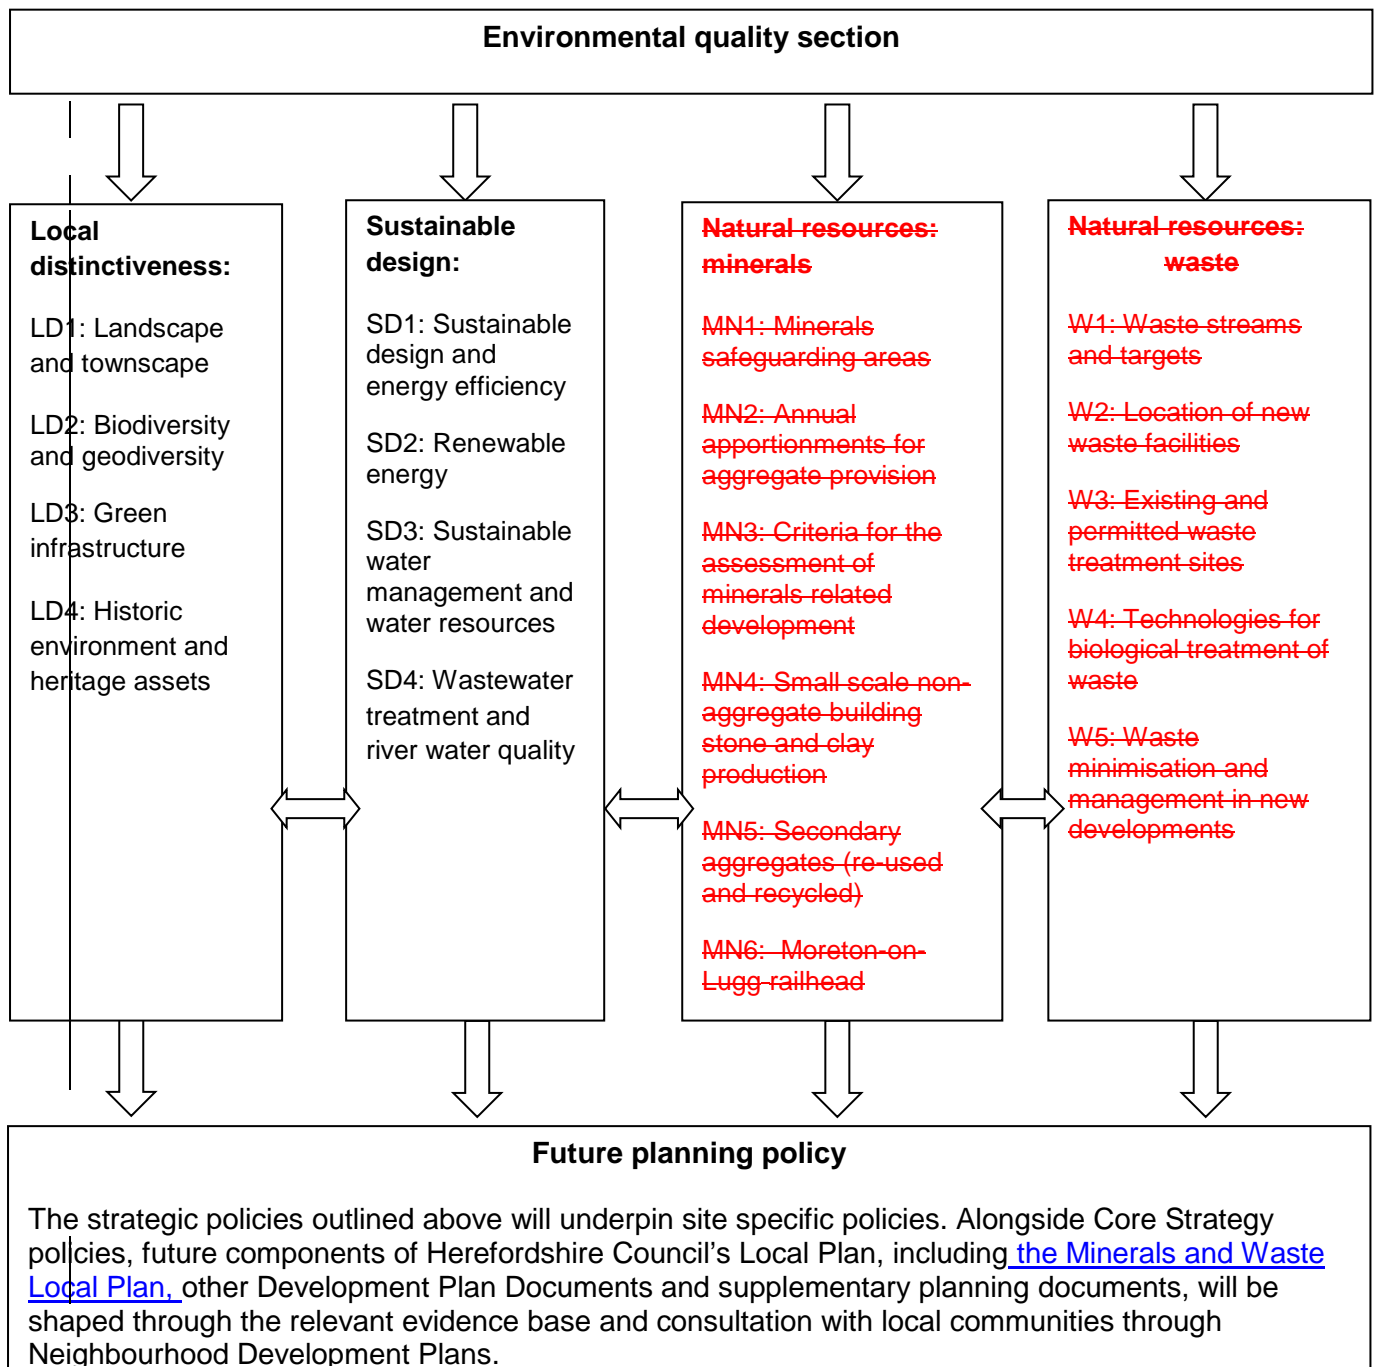 Environmental quality section
Local
distinctiveness:
LD1: Landscape
and townscape
LD2: Biodiversity
and geodiversity
LD3: Green
infrastructure
LD4: Historic
environment and
heritage assets
Sustainable
design:
SD1: Sustainable
design and
energy efficiency
SD2: Renewable
energy
SD3: Sustainable
water
management and
water resources
SD4: Wastewater
treatment and
river water quality
Natural resources:
minerals
MN1: Minerals
safeguarding areas
MN2: Annual
apportionments for
aggregate provision
MN3: Criteria for the
assessment of
minerals related
development
MN4: Small scale non-
aggregate building
stone and clay
production
MN5: Secondary
aggregates (re-used
and recycled)
MN6: Moreton-on-
Lugg railhead
Natural resources:
waste
W1: Waste streams
and targets
W2: Location of new
waste facilities
W3: Existing and
permitted waste
treatment sites
W4: Technologies for
biological treatment of
waste
W5: Waste
minimisation and
management in new
developments
Future planning policy
The strategic policies outlined above will underpin site specific policies. Alongside Core Strategy
policies, future components of Herefordshire Council’s Local Plan, including the Minerals and Waste
Local Plan, other Development Plan Documents and supplementary planning documents, will be
shaped through the relevant evidence base and consultation with local communities through
Neighbourhood Development Plans.